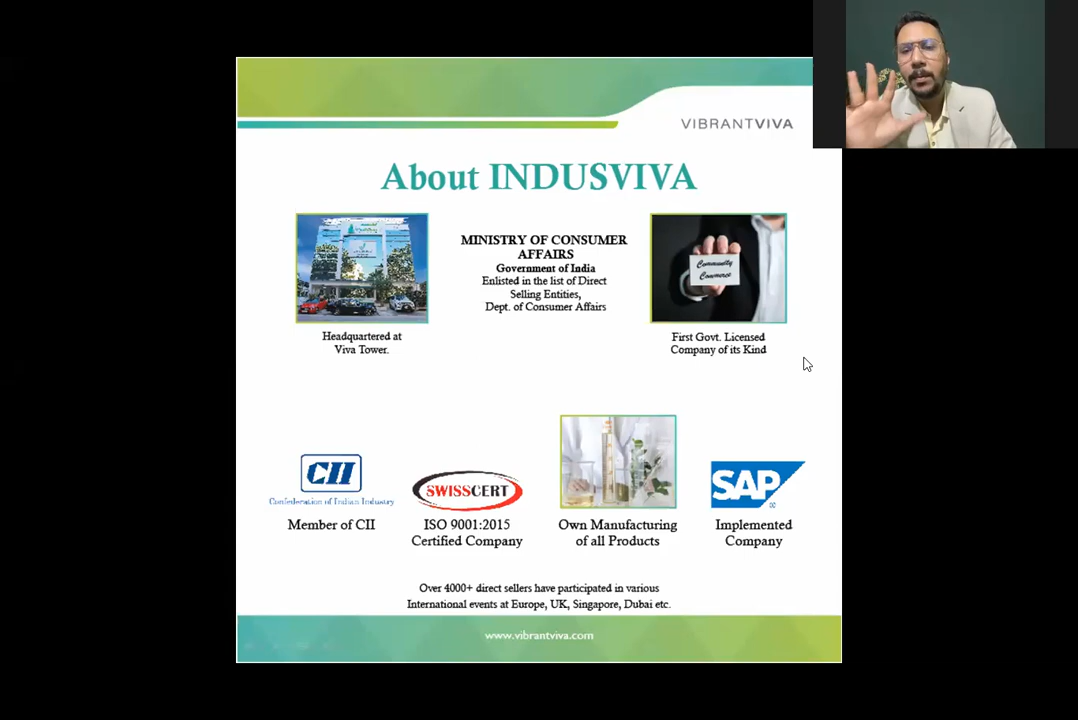 VIBRANTVIVA
About INDUSVIVA
MINISTRY OF CONSUMER
AFFAIRS
Government of India
Enlisted in the list of Direct
Selling Entities,
Dept. of Consumer Affairs
Community
Commerce
Headquartered at
Viva Tower.
First Govt. Licensed
Company of its Kind
CII
Confederation of Indian Industry
Member of CII
SWISSCERT
ISO 9001:2015
Certified Company
Own Manufacturing
of all Products
SAP
Implemented
Company
Over 4000+ direct sellers have participated in various
International events at Europe, UK, Singapore, Dubai etc.
www.vibrantviva.com